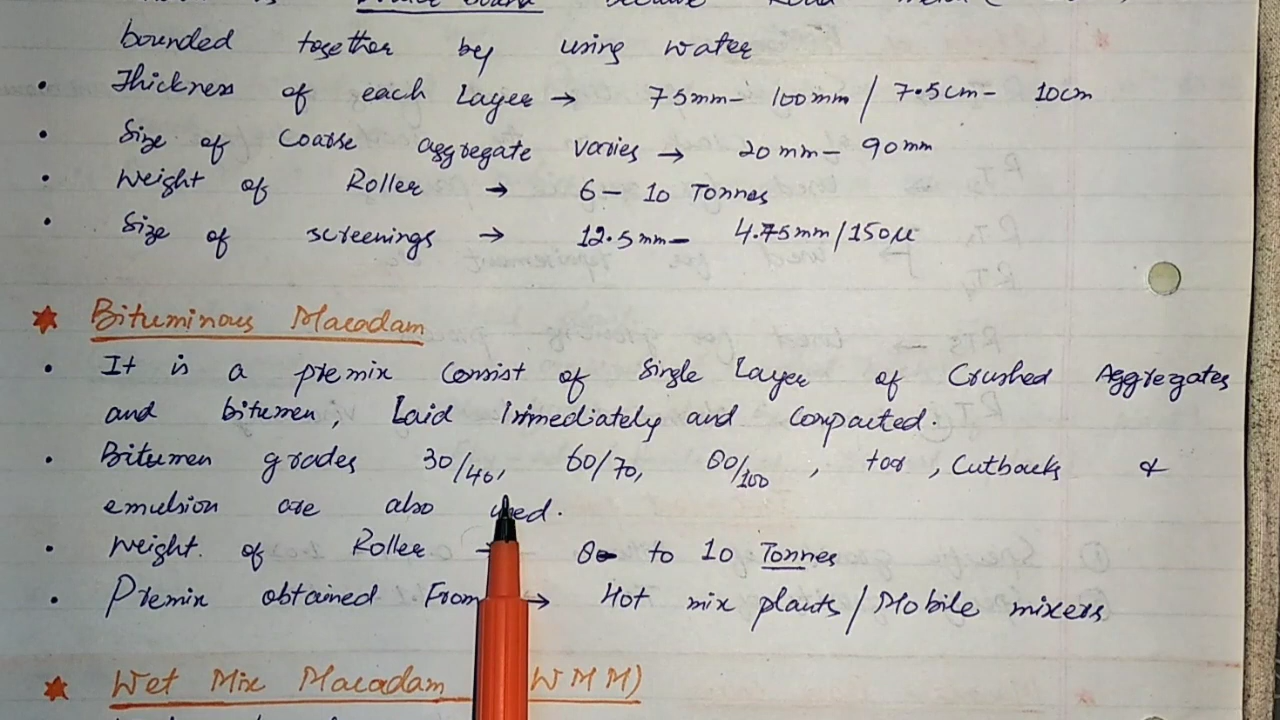 bounded together by using water
• Thickness of each Layer → 75mm- 100mm / 7.5cm- 10cm
• Size of Coarse aggregate varies → 20mm- 90mm
• Weight of Roller → 6 - 10 Tonnes
• Size of screenings → 12.5mm- 4.75mm/150μ
★ Bituminous Macadam
• It is a premix consist of Single Layer of Crushed Aggregates
and bitumen, Laid Immediately and Compacted.
• Bitumen grades 30/40, 60/70, 80/100, tar, Cutbacks &
emulsion are also used.
• Weight. of Roller → 8 to 10 Tonnes
• Premix obtained From → Hot mix plants/Mobile mixers
★ Wet Mix Macadam (WMM)